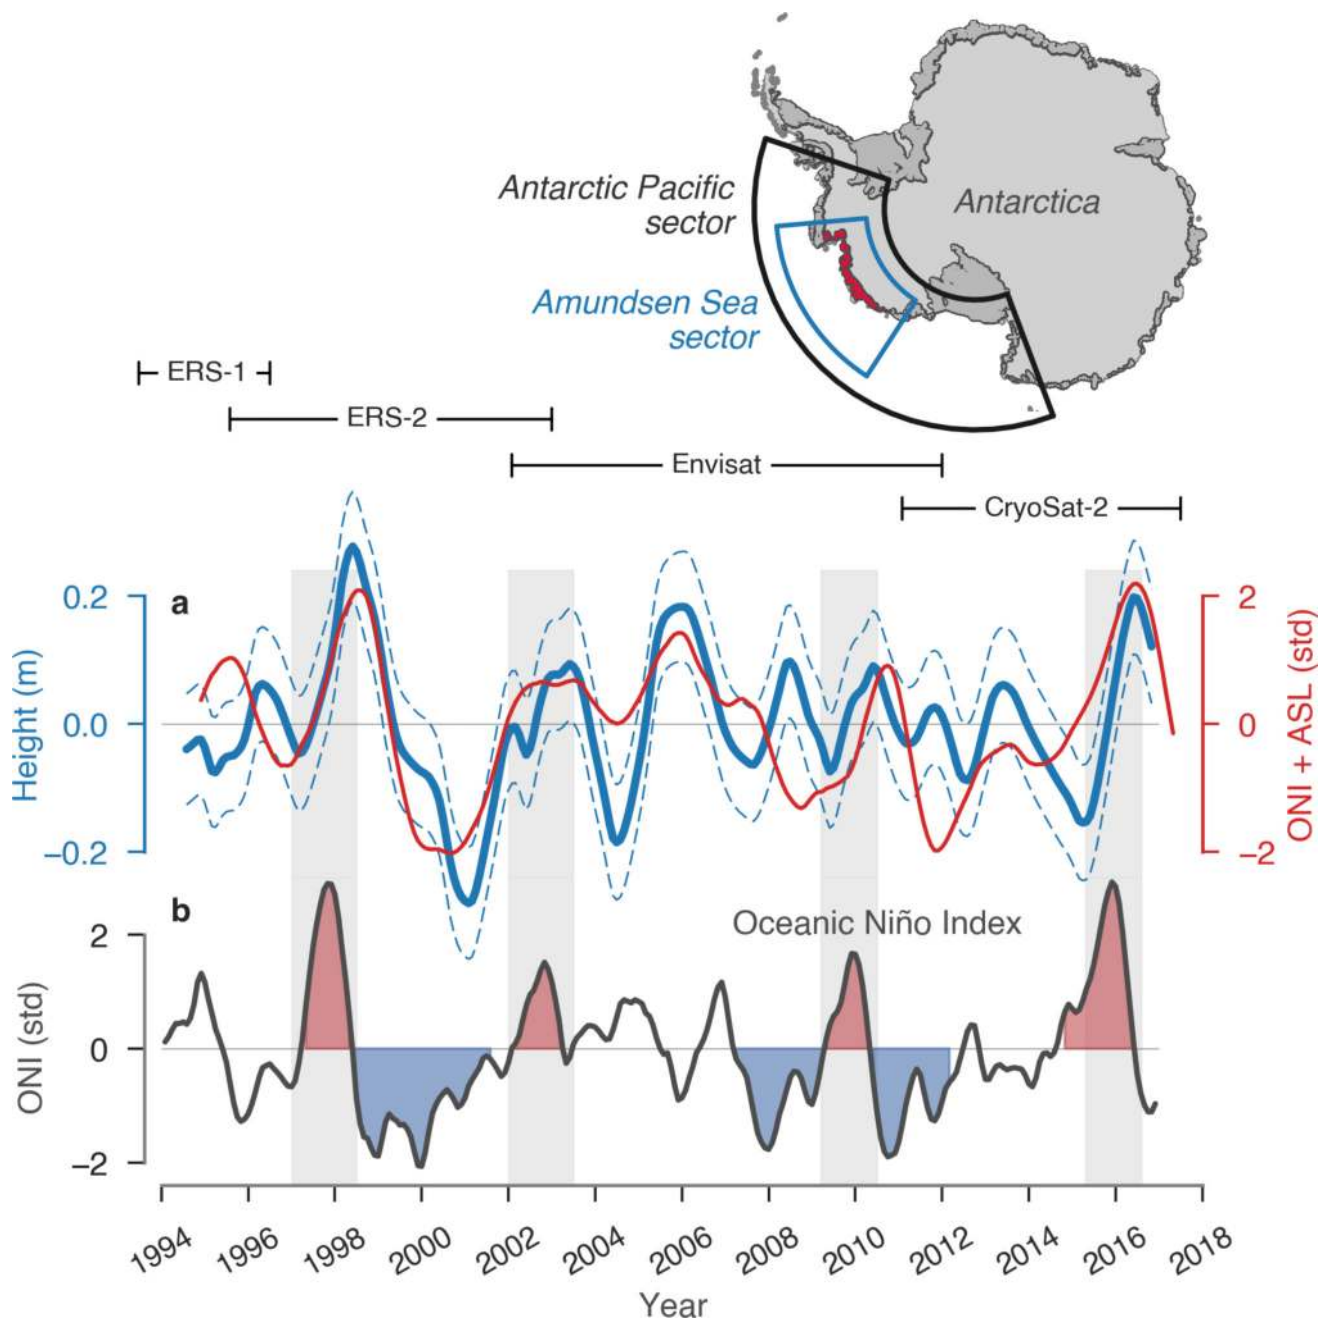 Antarctic Pacific
sector
Antarctica
Amundsen Sea
sector
ERS-1
ERS-2
Envisat
CryoSat-2
a
0.2
0.0
−0.2
Height (m)
2
0
−2
ONI + ASL (std)
b
Oceanic Niño Index
2
0
−2
ONI (std)
1994
1996
1998
2000
2002
2004
2006
2008
2010
2012
2014
2016
2018
Year